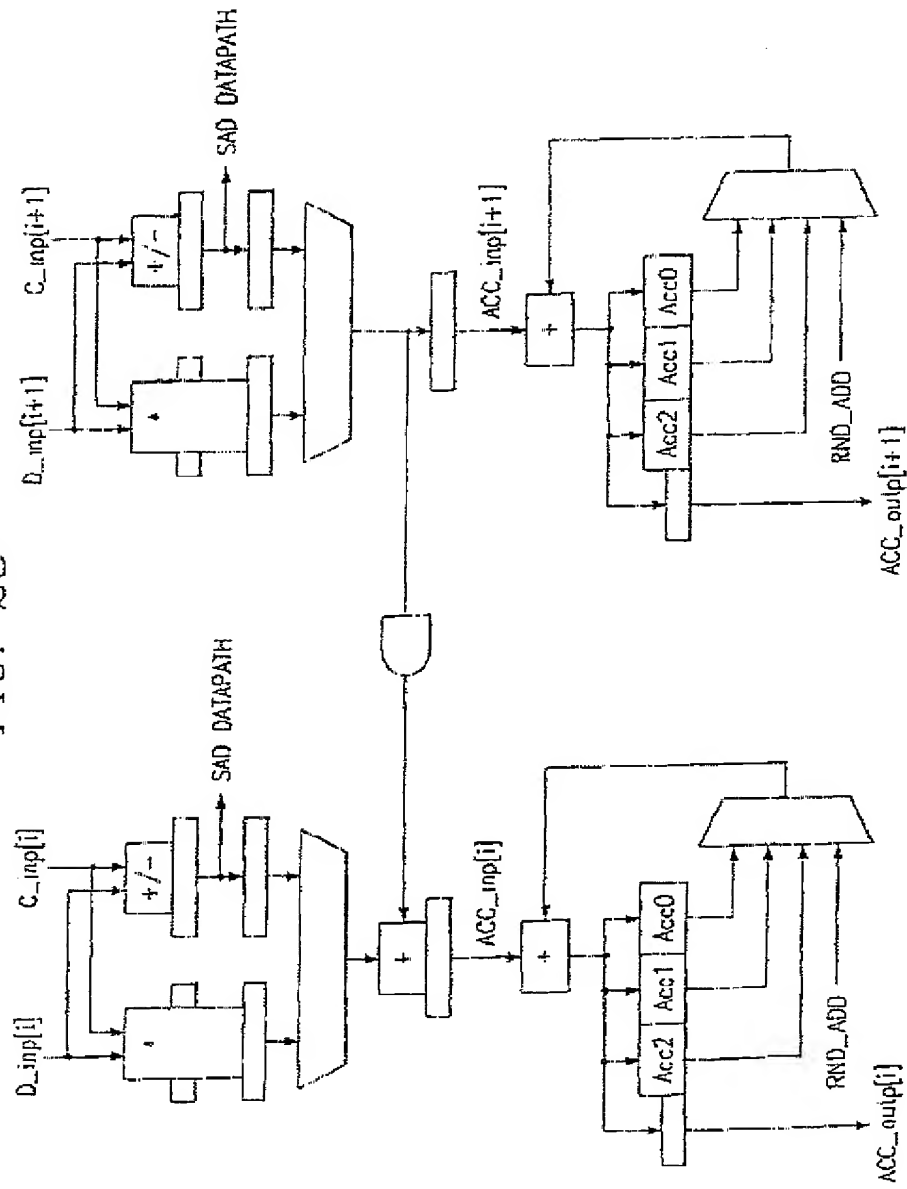 D_inp[i]
C_inp[i]
+/-
SAD DATAPATH
+
ACC_inp[i]
+
Acc2
Acc1
Acc0
RND_ADD
ACC_outp[i]
D_inp[i+1]
C_inp[i+1]
+/-
SAD DATAPATH
ACC_inp[i+1]
+
Acc2
Acc1
Acc0
RND_ADD
ACC_outp[i+1]